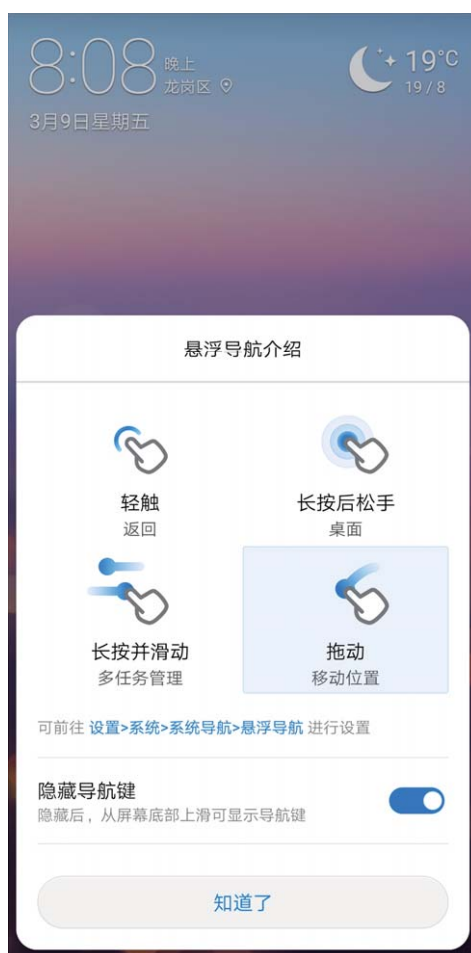 8:08 晚上
龙岗区
19°C
19 / 8
3月9日星期五
悬浮导航介绍
轻触
返回
长按后松手
桌面
长按并滑动
多任务管理
拖动
移动位置
可前往 设置>系统>系统导航>悬浮导航 进行设置
隐藏导航键
隐藏后，从屏幕底部上滑可显示导航键
知道了